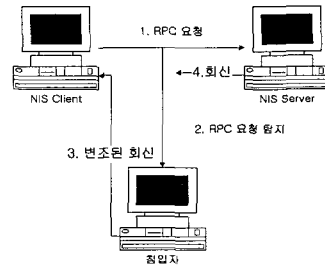 1. RPC 요청
4. 회신
NIS Client
NIS Server
2. RPC 요청 탐지
3. 변조된 회신
침입자